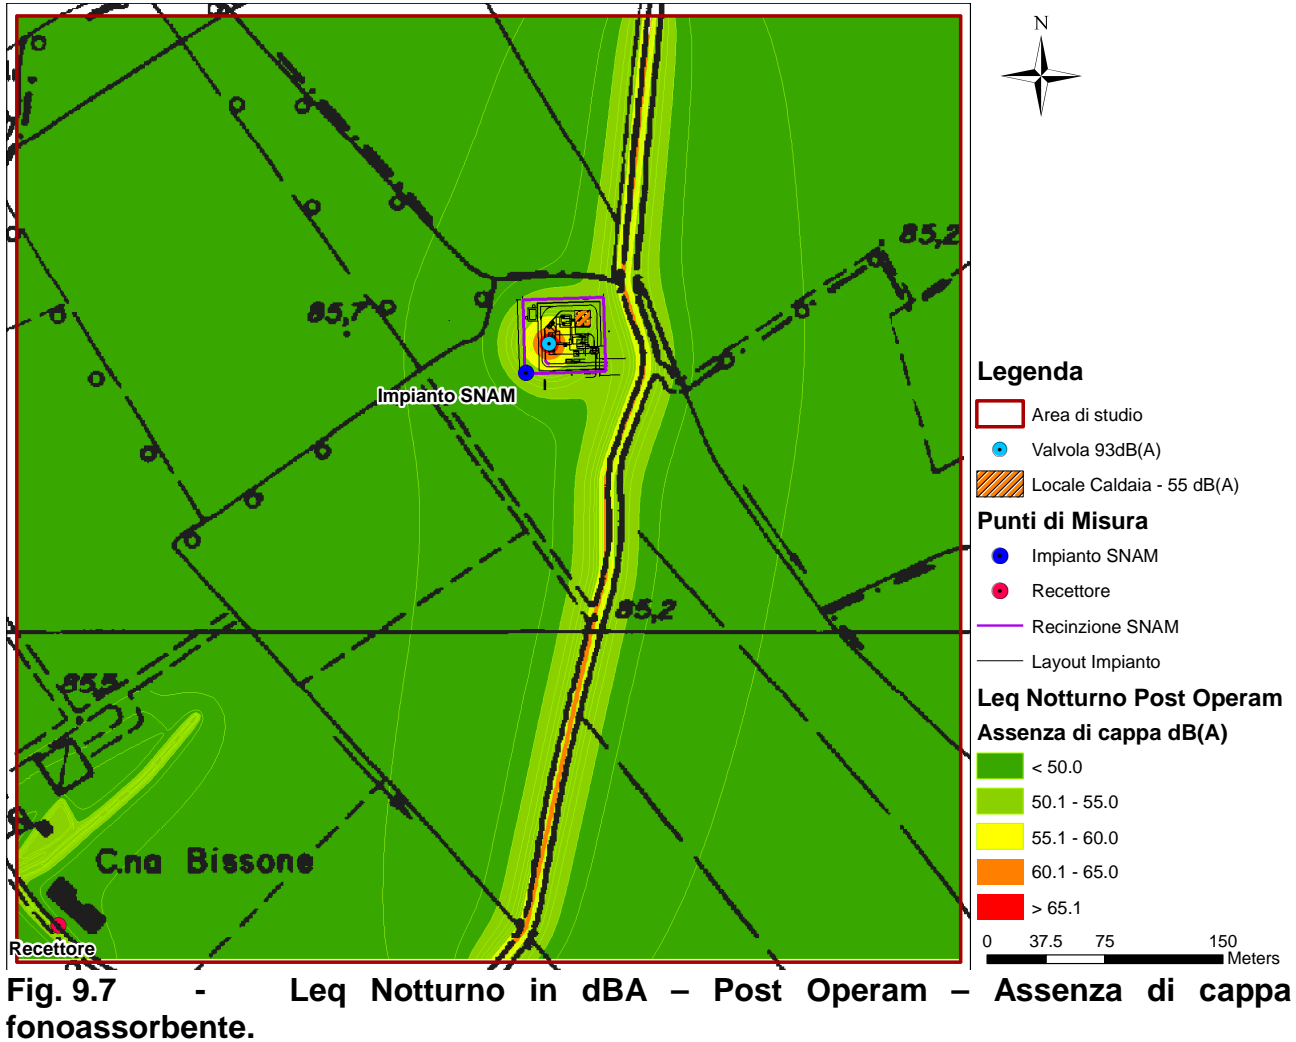 N
85,2
85,7
Impianto SNAM
85,2
85,5
C.na Bissone
Recettore
Legenda
Area di studio
Valvola 93dB(A)
Locale Caldaia - 55 dB(A)
Punti di Misura
Impianto SNAM
Recettore
Recinzione SNAM
Layout Impianto
Leq Notturno Post Operam
Assenza di cappa dB(A)
< 50.0
50.1 - 55.0
55.1 - 60.0
60.1 - 65.0
> 65.1
0 37.5 75 150
Meters
Fig. 9.7 - Leq Notturno in dBA – Post Operam – Assenza di cappa
fonoassorbente.